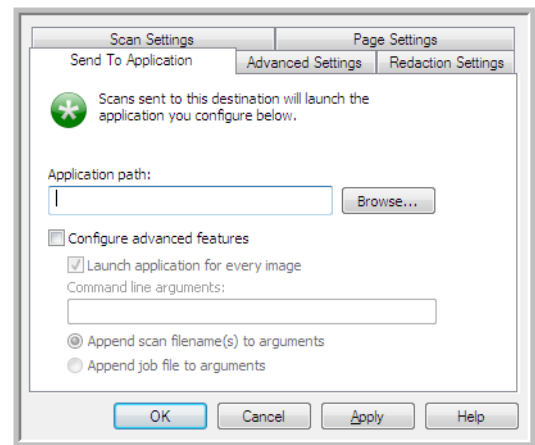 Scan Settings Page Settings
Send To Application Advanced Settings Redaction Settings
Scans sent to this destination will launch the
application you configure below.
Application path:
Browse...
Configure advanced features
Launch application for every image
Command line arguments:
Append scan filename(s) to arguments
Append job file to arguments
OK Cancel Apply Help